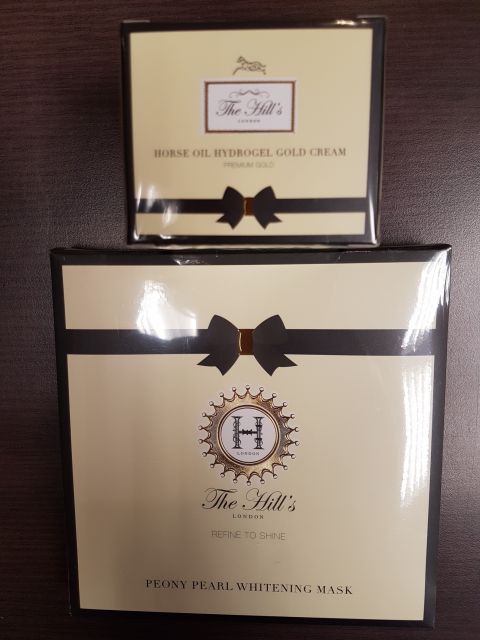 The Hill's
LONDON
HORSE OIL HYDROGEL GOLD CREAM
PREMIUM GOLD
H
LONDON
The Hill's
LONDON
REFINE TO SHINE
PEONY PEARL WHITENING MASK